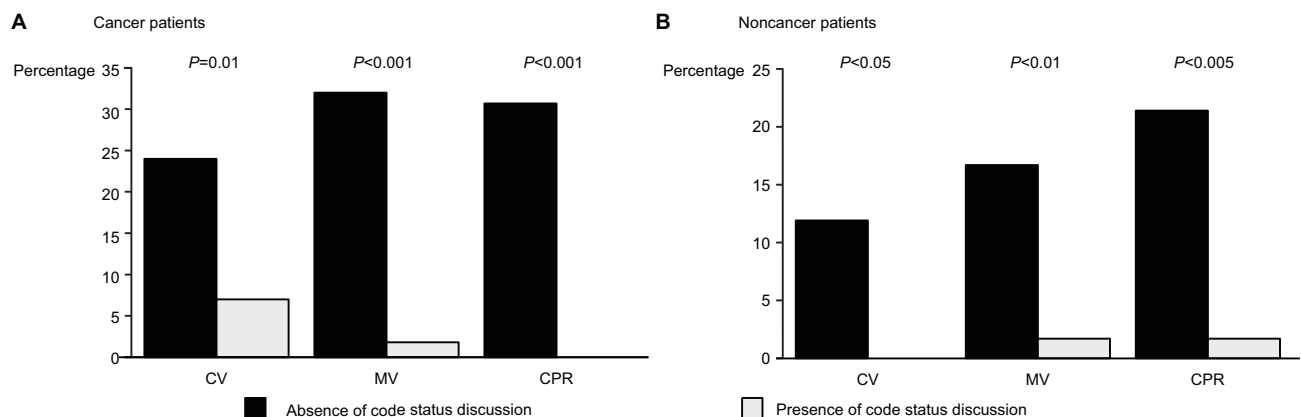 A Cancer patients
Percentage
P=0.01 P<0.001 P<0.001
35
30
25
20
15
10
5
0
CV MV CPR
B Noncancer patients
Percentage
P<0.05 P<0.01 P<0.005
25
20
15
10
5
0
CV MV CPR
Absence of code status discussion
Presence of code status discussion